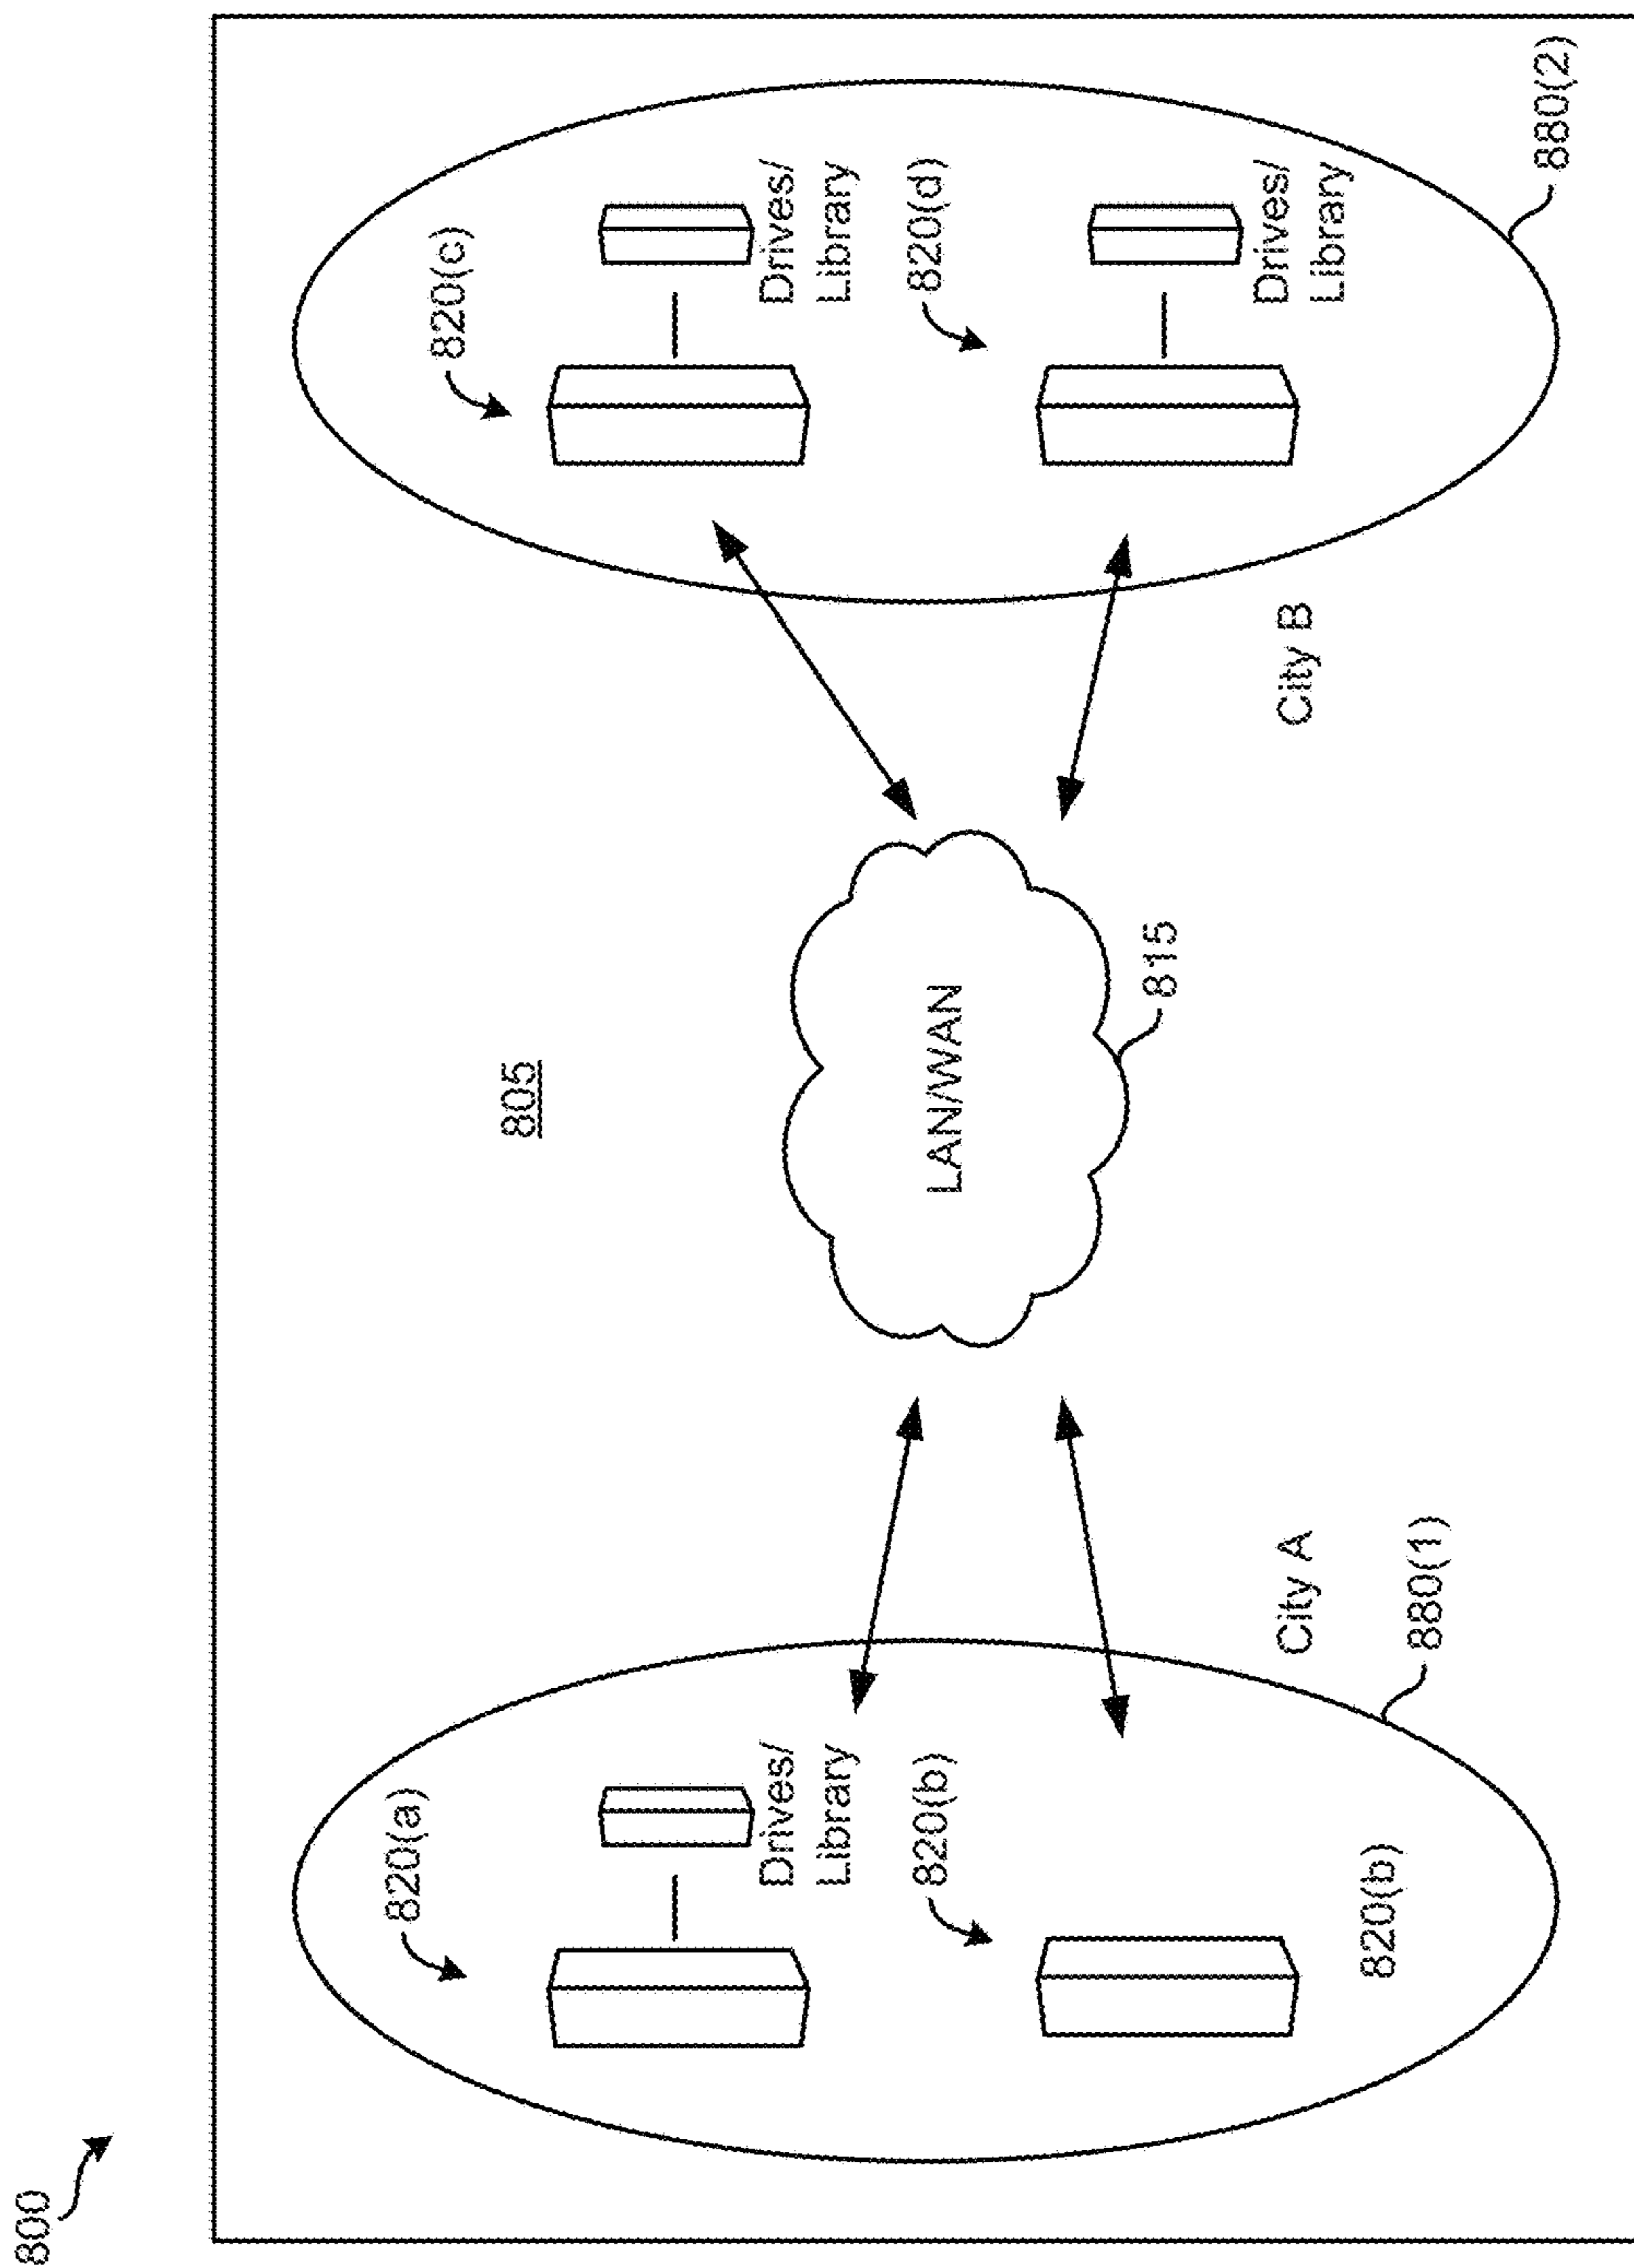 800
805
820(a)
Drives/
Library
820(b)
820(b)
City A
880(1)
LAN/WAN
815
820(c)
Drives/
Library
820(d)
Drives/
Library
City B
880(2)